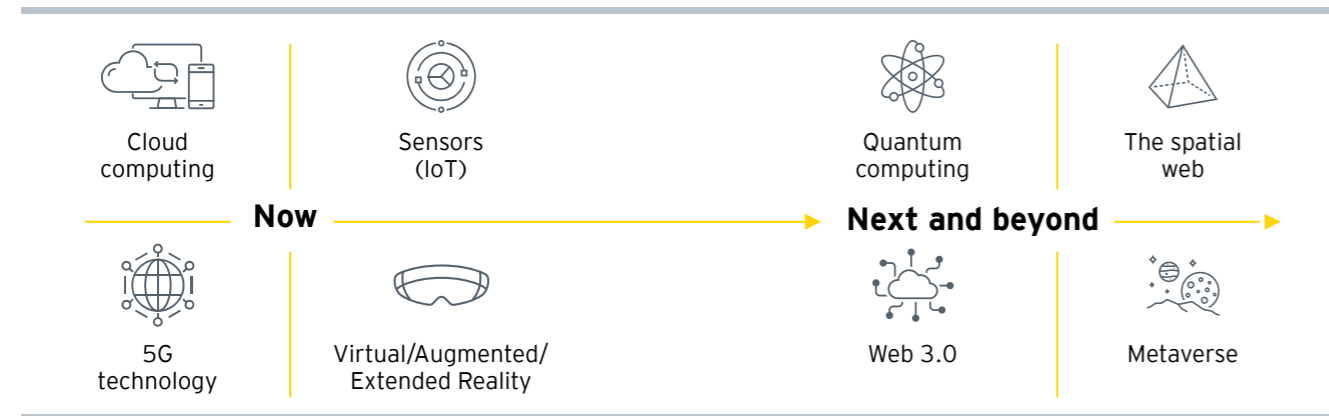 Cloud
computing
Sensors
(IoT)
Quantum
computing
The spatial
web
Now
Next and beyond
5G
technology
Virtual/Augmented/
Extended Reality
Web 3.0
Metaverse